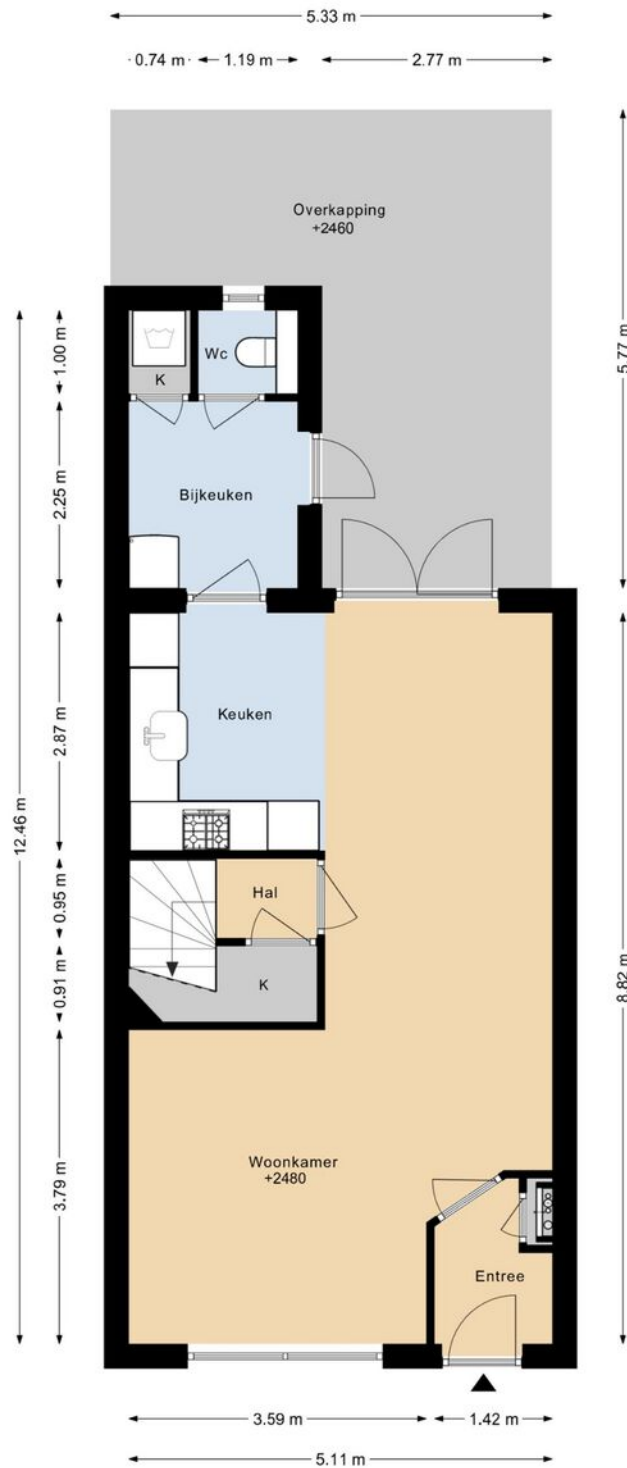 5.33 m
0.74 m
1.19 m
2.77 m
Overkapping
+2460
5.77 m
1.00 m
Wc
K
2.25 m
Bijkeuken
12.46 m
2.87 m
Keuken
0.95 m
Hal
0.91 m
K
8.82 m
3.79 m
Woonkamer
+2480
Entree
3.59 m
1.42 m
5.11 m